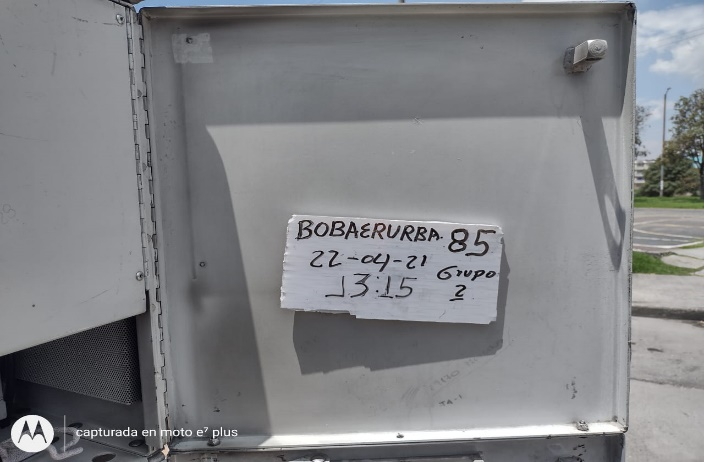 BOBAERURBA. 85
22-04-21 Grupo
13:15 2
capturada en moto e⁷ plus